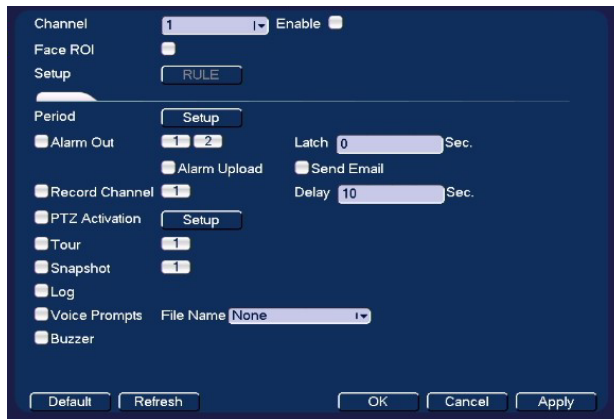 Channel 1 Enable
Face ROI
Setup RULE
Period Setup
Alarm Out 1 2 Latch 0 Sec.
Alarm Upload Send Email
Record Channel 1 Delay 10 Sec.
PTZ Activation Setup
Tour 1
Snapshot 1
Log
Voice Prompts File Name None
Buzzer
Default Refresh OK Cancel Apply